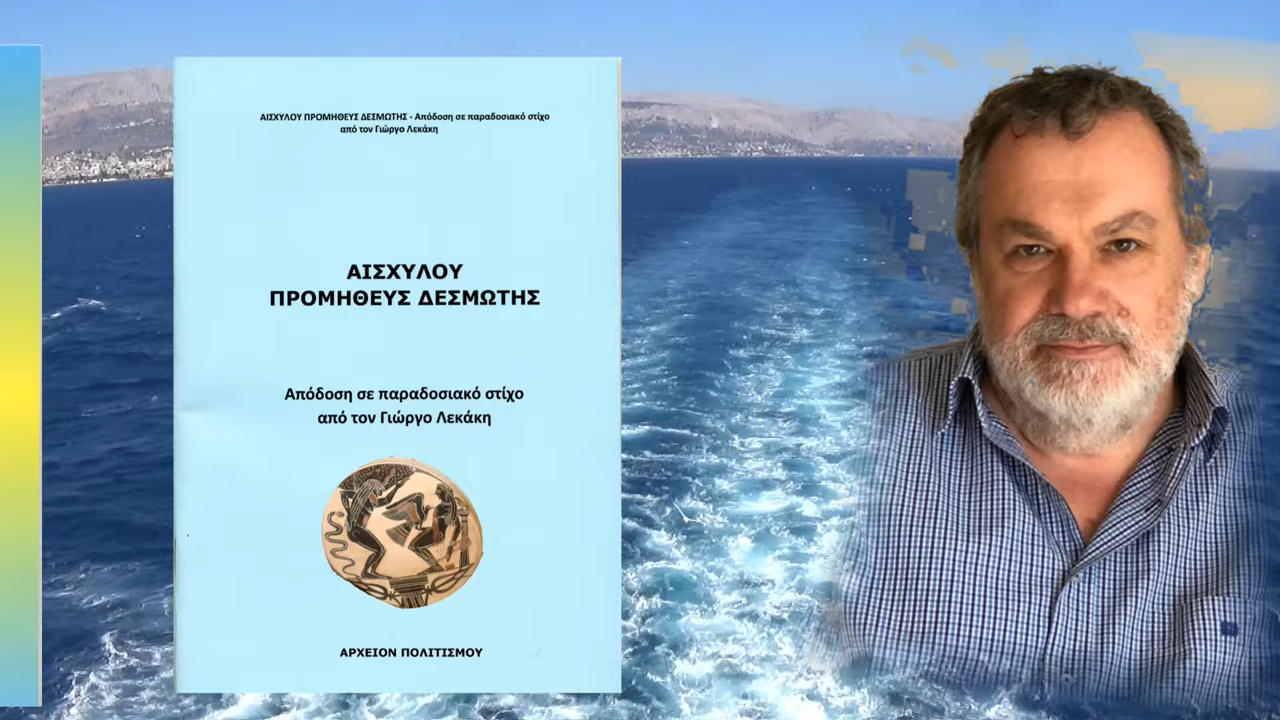 ΑΙΣΧΥΛΟΥ ΠΡΟΜΗΘΕΥΣ ΔΕΣΜΩΤΗΣ - Απόδοση σε παραδοσιακό στίχο
από τον Γιώργο Λεκάκη
ΑΙΣΧΥΛΟΥ
ΠΡΟΜΗΘΕΥΣ ΔΕΣΜΩΤΗΣ
Απόδοση σε παραδοσιακό στίχο
από τον Γιώργο Λεκάκη
ΑΡΧΕΙΟΝ ΠΟΛΙΤΙΣΜΟΥ